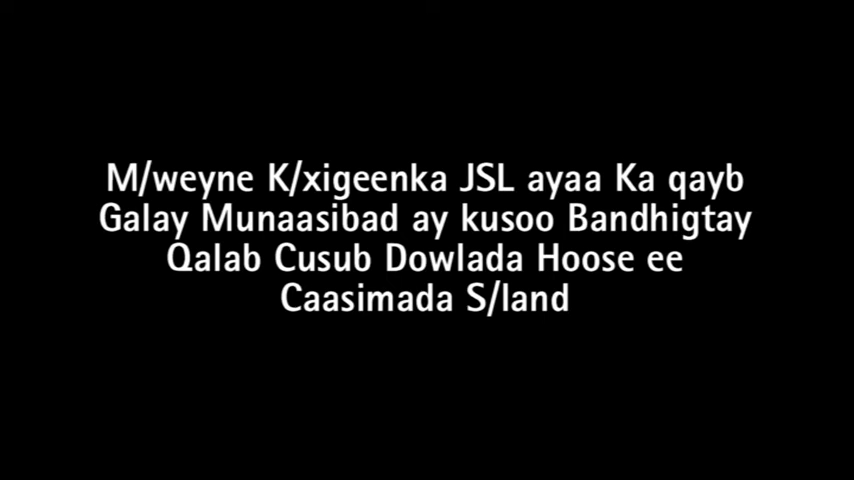 M/weyne K/xigeenka JSL ayaa Ka qayb
Galay Munaasibad ay kusoo Bandhigtay
Qalab Cusub Dowlada Hoose ee
Caasimada S/land